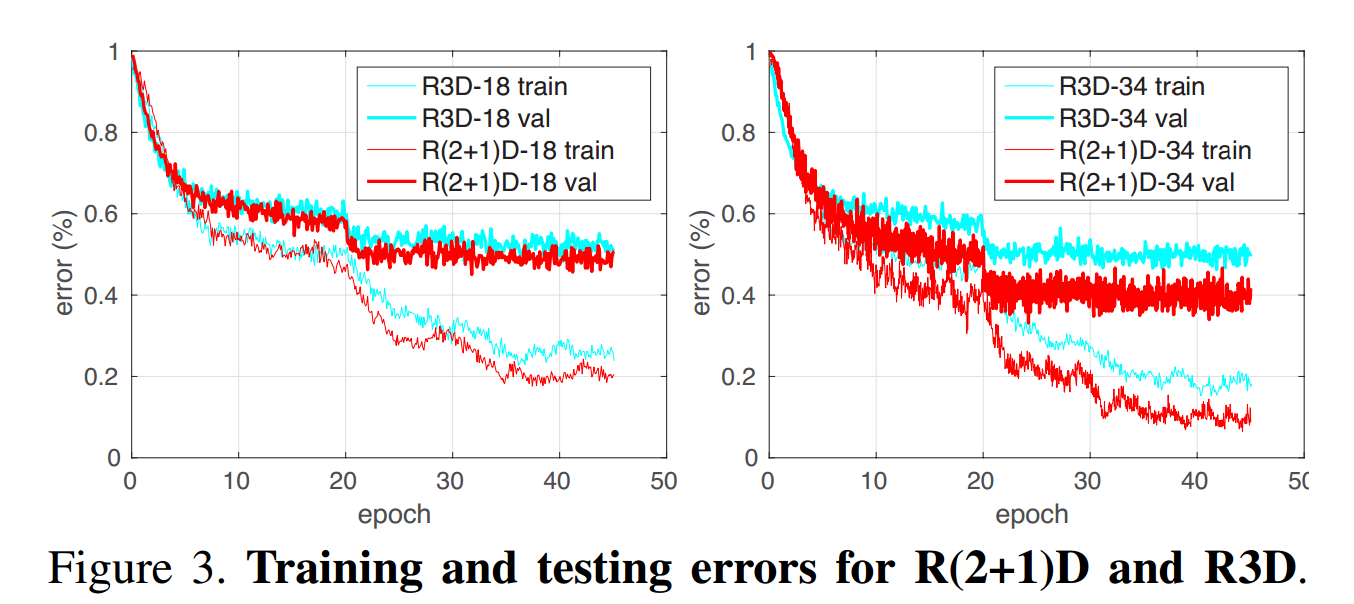 1
0.8
0.6
0.4
0.2
0
error (%)
0 10 20 30 40 50
epoch
R3D-18 train
R3D-18 val
R(2+1)D-18 train
R(2+1)D-18 val
1
0.8
0.6
0.4
0.2
0
error (%)
0 10 20 30 40 50
epoch
R3D-34 train
R3D-34 val
R(2+1)D-34 train
R(2+1)D-34 val
Figure 3. Training and testing errors for R(2+1)D and R3D.